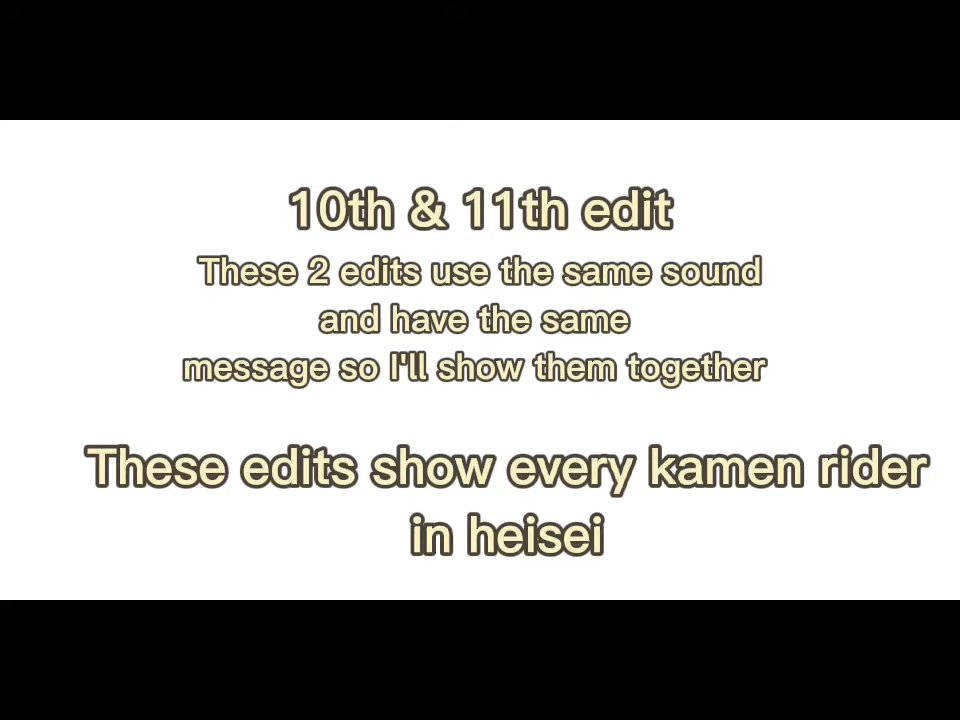 10th & 11th edit
These 2 edits use the same sound
and have the same
message so I'll show them together
These edits show every kamen rider
in heisei